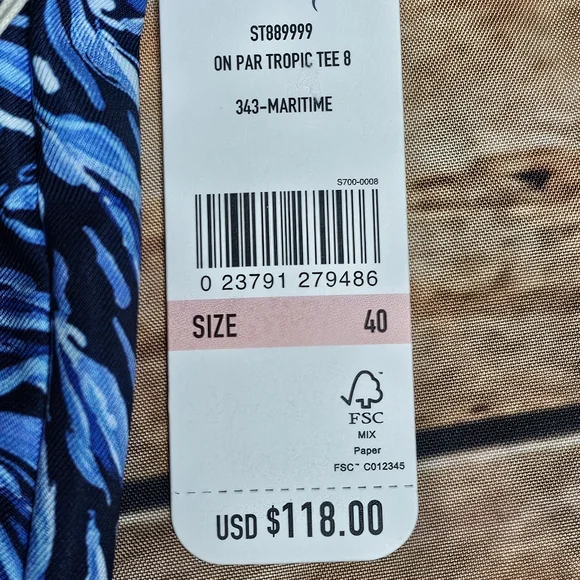 ST889999
ON PAR TROPIC TEE 8
343-MARITIME
S700-0008
0 23791 279486
SIZE 40
FSC
MIX
Paper
FSC™ C012345
USD $118.00